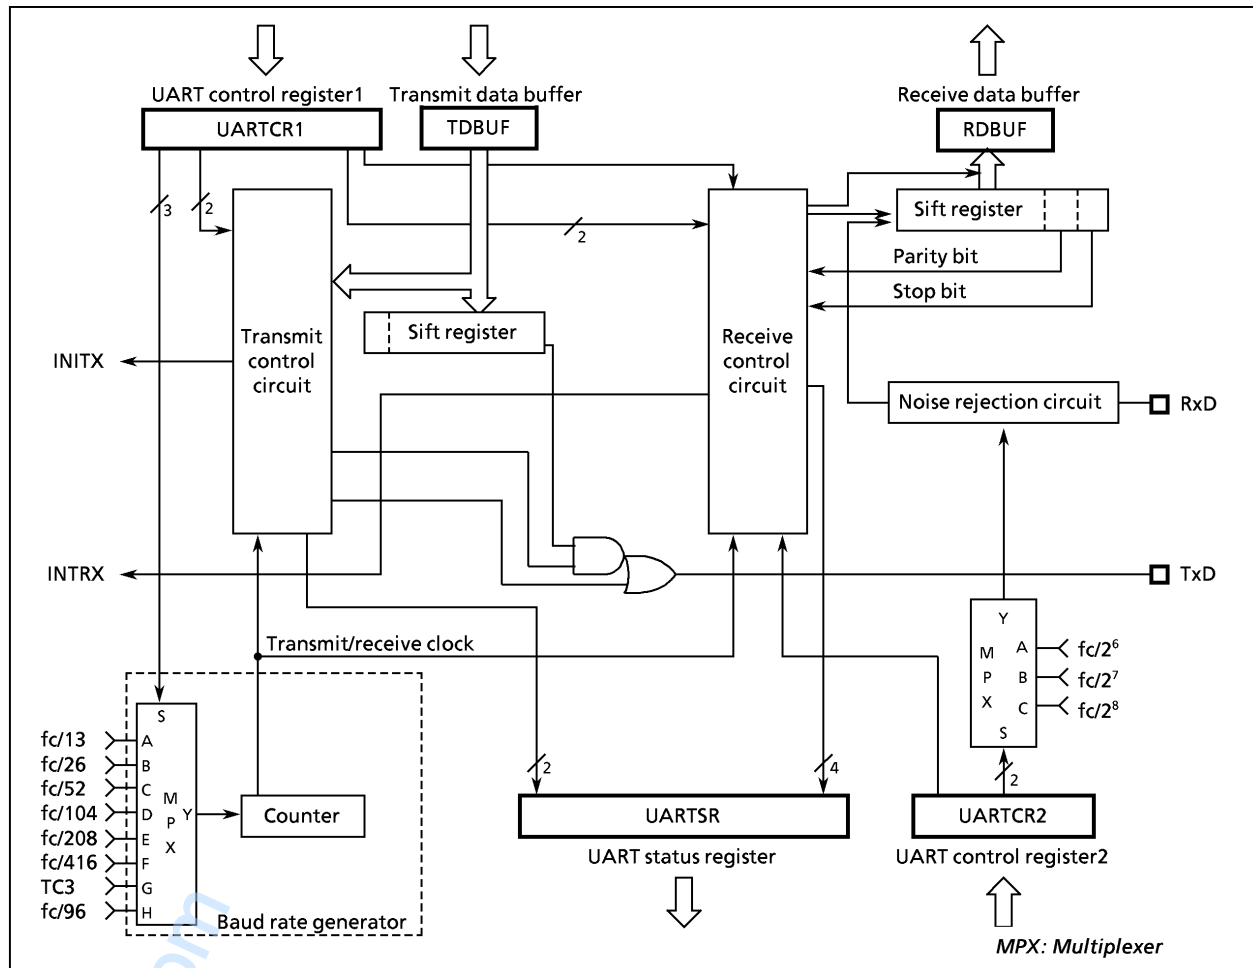 UART control register1
Transmit data buffer
Receive data buffer
UARTCR1
TDBUF
RDBUF
3
2
2
Sift register
Parity bit
Stop bit
Sift register
Transmit
control
circuit
Receive
control
circuit
INITX
Noise rejection circuit
RxD
INTRX
TxD
Transmit/receive clock
Y
M
P
X
A
B
C
S
fc/2⁶
fc/2⁷
fc/2⁸
2
4
2
S
fc/13
fc/26
fc/52
fc/104
fc/208
fc/416
TC3
fc/96
A
B
C
D
E
F
G
H
M
P
X
Y
Counter
Baud rate generator
UARTSR
UART status register
UARTCR2
UART control register2
MPX: Multiplexer
om